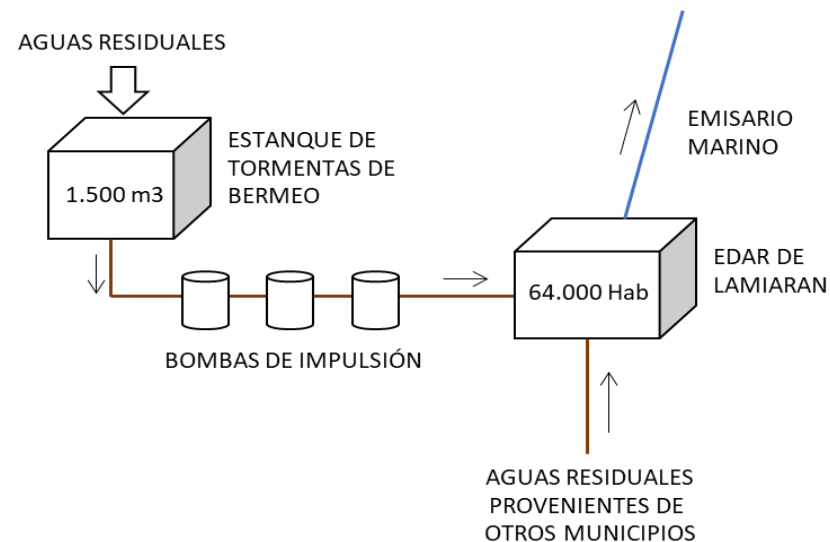 AGUAS RESIDUALES
1.500 m3
ESTANQUE DE
TORMENTAS DE
BERMEO
BOMBAS DE IMPULSIÓN
EMISARIO
MARINO
64.000 Hab
EDAR DE
LAMIARAN
AGUAS RESIDUALES
PROVENIENTES DE
OTROS MUNICIPIOS